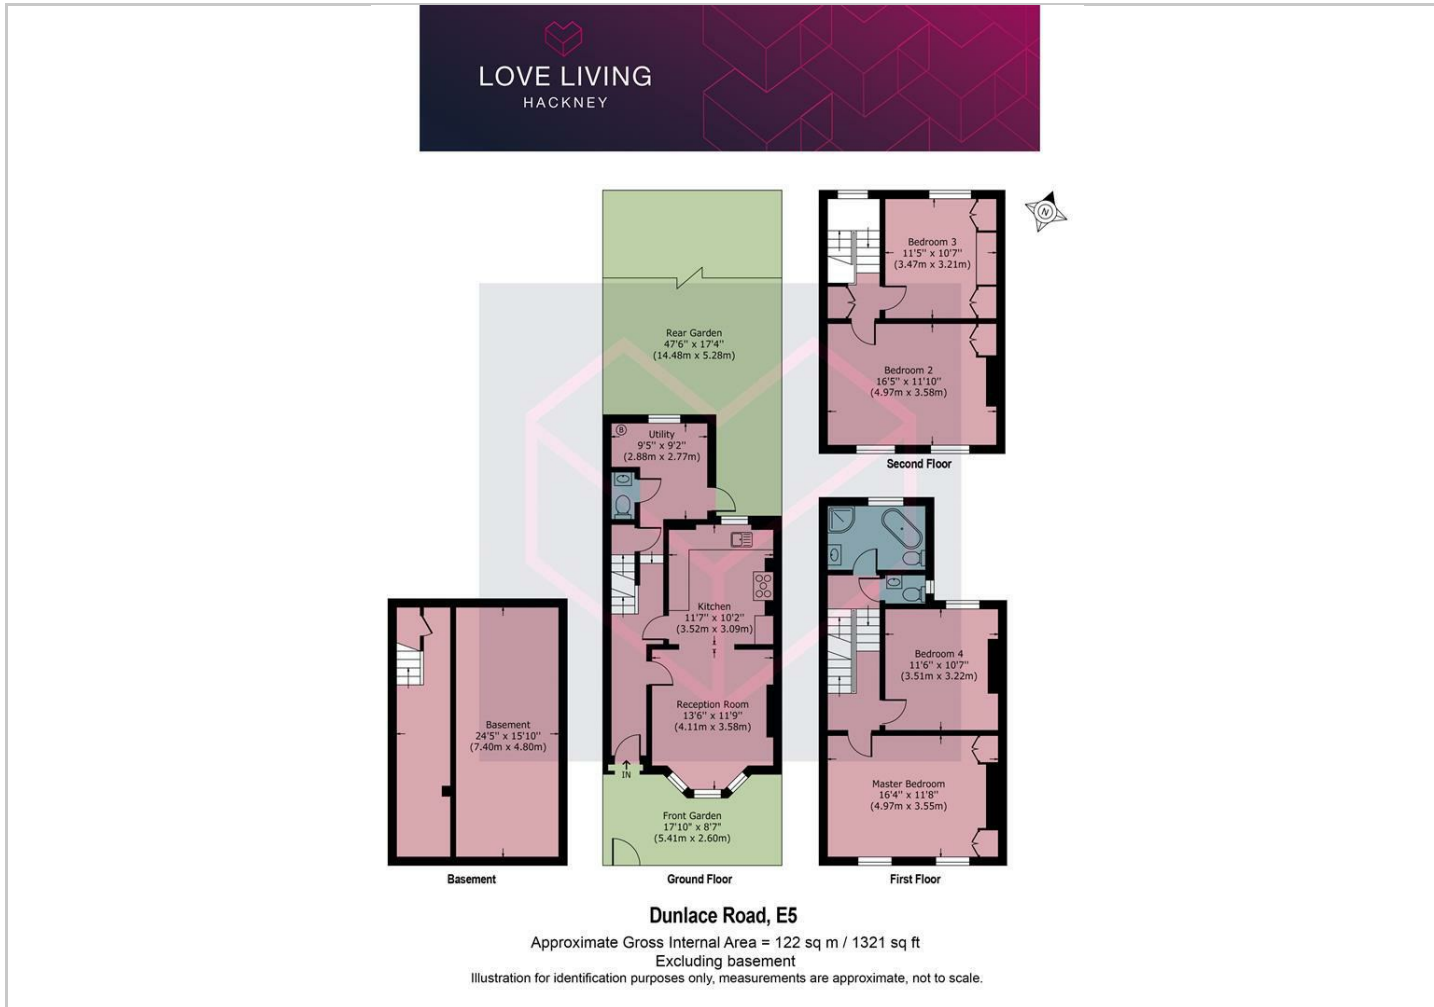 LOVE LIVING
HACKNEY
N
Bedroom 3
11'5" x 10'7"
(3.47m x 3.21m)
Bedroom 2
16'5" x 11'10"
(4.97m x 3.58m)
Second Floor
Rear Garden
47'6" x 17'4"
(14.48m x 5.28m)
B
Utility
9'5" x 9'2"
(2.88m x 2.77m)
Kitchen
11'7" x 10'2"
(3.52m x 3.09m)
Reception Room
13'6" x 11'9"
(4.11m x 3.58m)
IN
Front Garden
17'10" x 8'7"
(5.41m x 2.60m)
Ground Floor
Basement
24'5" x 15'10"
(7.40m x 4.80m)
Basement
Bedroom 4
11'6" x 10'7"
(3.51m x 3.22m)
Master Bedroom
16'4" x 11'8"
(4.97m x 3.55m)
First Floor
Dunlace Road, E5
Approximate Gross Internal Area = 122 sq m / 1321 sq ft
Excluding basement
Illustration for identification purposes only, measurements are approximate, not to scale.